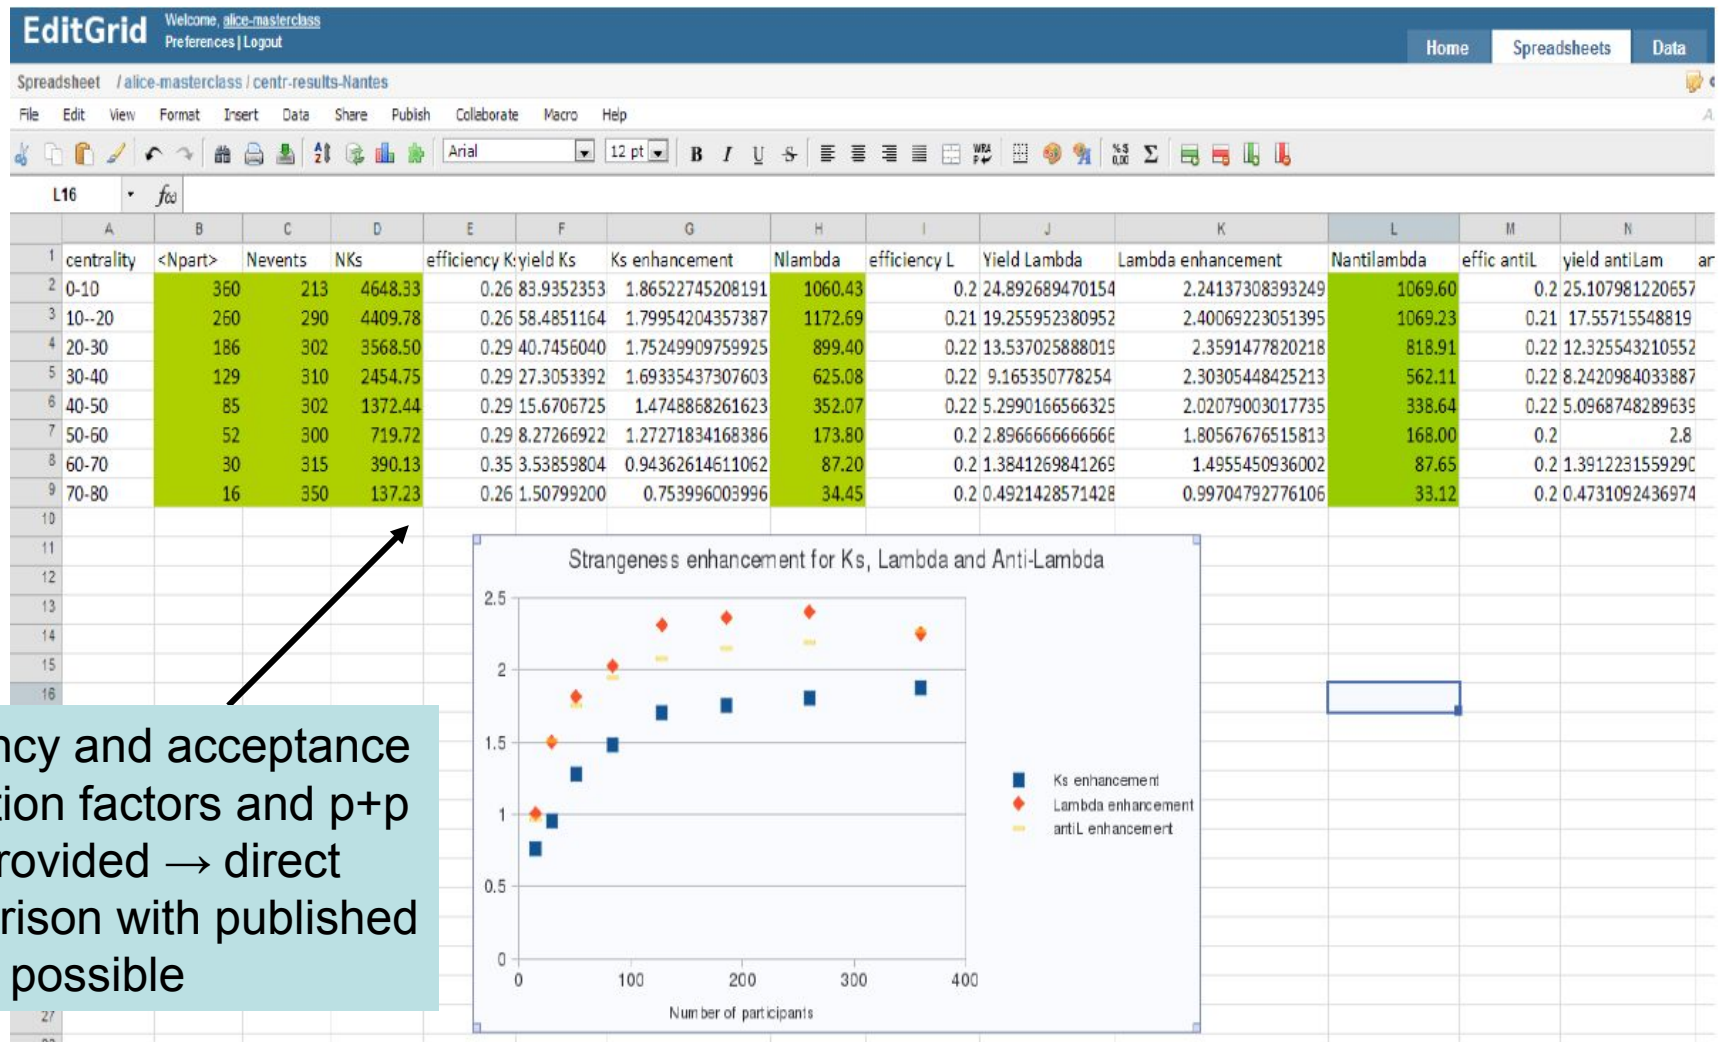 EditGrid
Welcome, alice-masterclass
Preferences | Logout
Home Spreadsheets Data
Spreadsheet / alice-masterclass / centr-results-Nantes
File Edit View Format Insert Data Share Publish Collaborate Macro Help
Arial 12 pt B I U S
L16
A B C D E F G H I J K L M N
1 centrality <Npart> Nevents NKs efficiency K yield Ks Ks enhancement Nlambda efficiency L Yield Lambda Lambda enhancement Nantilambda effic antiL yield antiLam
2 0-10 360 213 4648.33 0.26 83.9352353 1.86522745208191 1060.43 0.2 24.892689470154 2.24137308393249 1069.60 0.2 25.107981220657
3 10--20 260 290 4409.78 0.26 58.4851164 1.79954204357387 1172.69 0.21 19.255952380952 2.40069223051395 1069.23 0.21 17.55715548819
4 20-30 186 302 3568.50 0.29 40.7456040 1.75249909759925 899.40 0.22 13.537025888019 2.3591477820218 818.91 0.22 12.325543210552
5 30-40 129 310 2454.75 0.29 27.3053392 1.69335437307603 625.08 0.22 9.165350778254 2.30305448425213 562.11 0.22 8.2420984033887
6 40-50 85 302 1372.44 0.29 15.6706725 1.4748868261623 352.07 0.22 5.2990166566325 2.02079003017735 338.64 0.22 5.0968748289639
7 50-60 52 300 719.72 0.29 8.27266922 1.27271834168386 173.80 0.2 2.8966666666666 1.80567676515813 168.00 0.2 2.8
8 60-70 30 315 390.13 0.35 3.53859804 0.94362614611062 87.20 0.2 1.3841269841269 1.4955450936002 87.65 0.2 1.3912231559290
9 70-80 16 350 137.23 0.26 1.50799200 0.753996003996 34.45 0.2 0.4921428571428 0.99704792776106 33.12 0.2 0.4731092436974
10
11
12
13
14
15
16
27
Strangeness enhancement for Ks, Lambda and Anti-Lambda
2.5
2
1.5
1
0.5
0
0 100 200 300 400
Number of participants
Ks enhancement
Lambda enhancement
antiL enhancement
ncy and acceptance
tion factors and p+p
rovided → direct
rison with published
possible